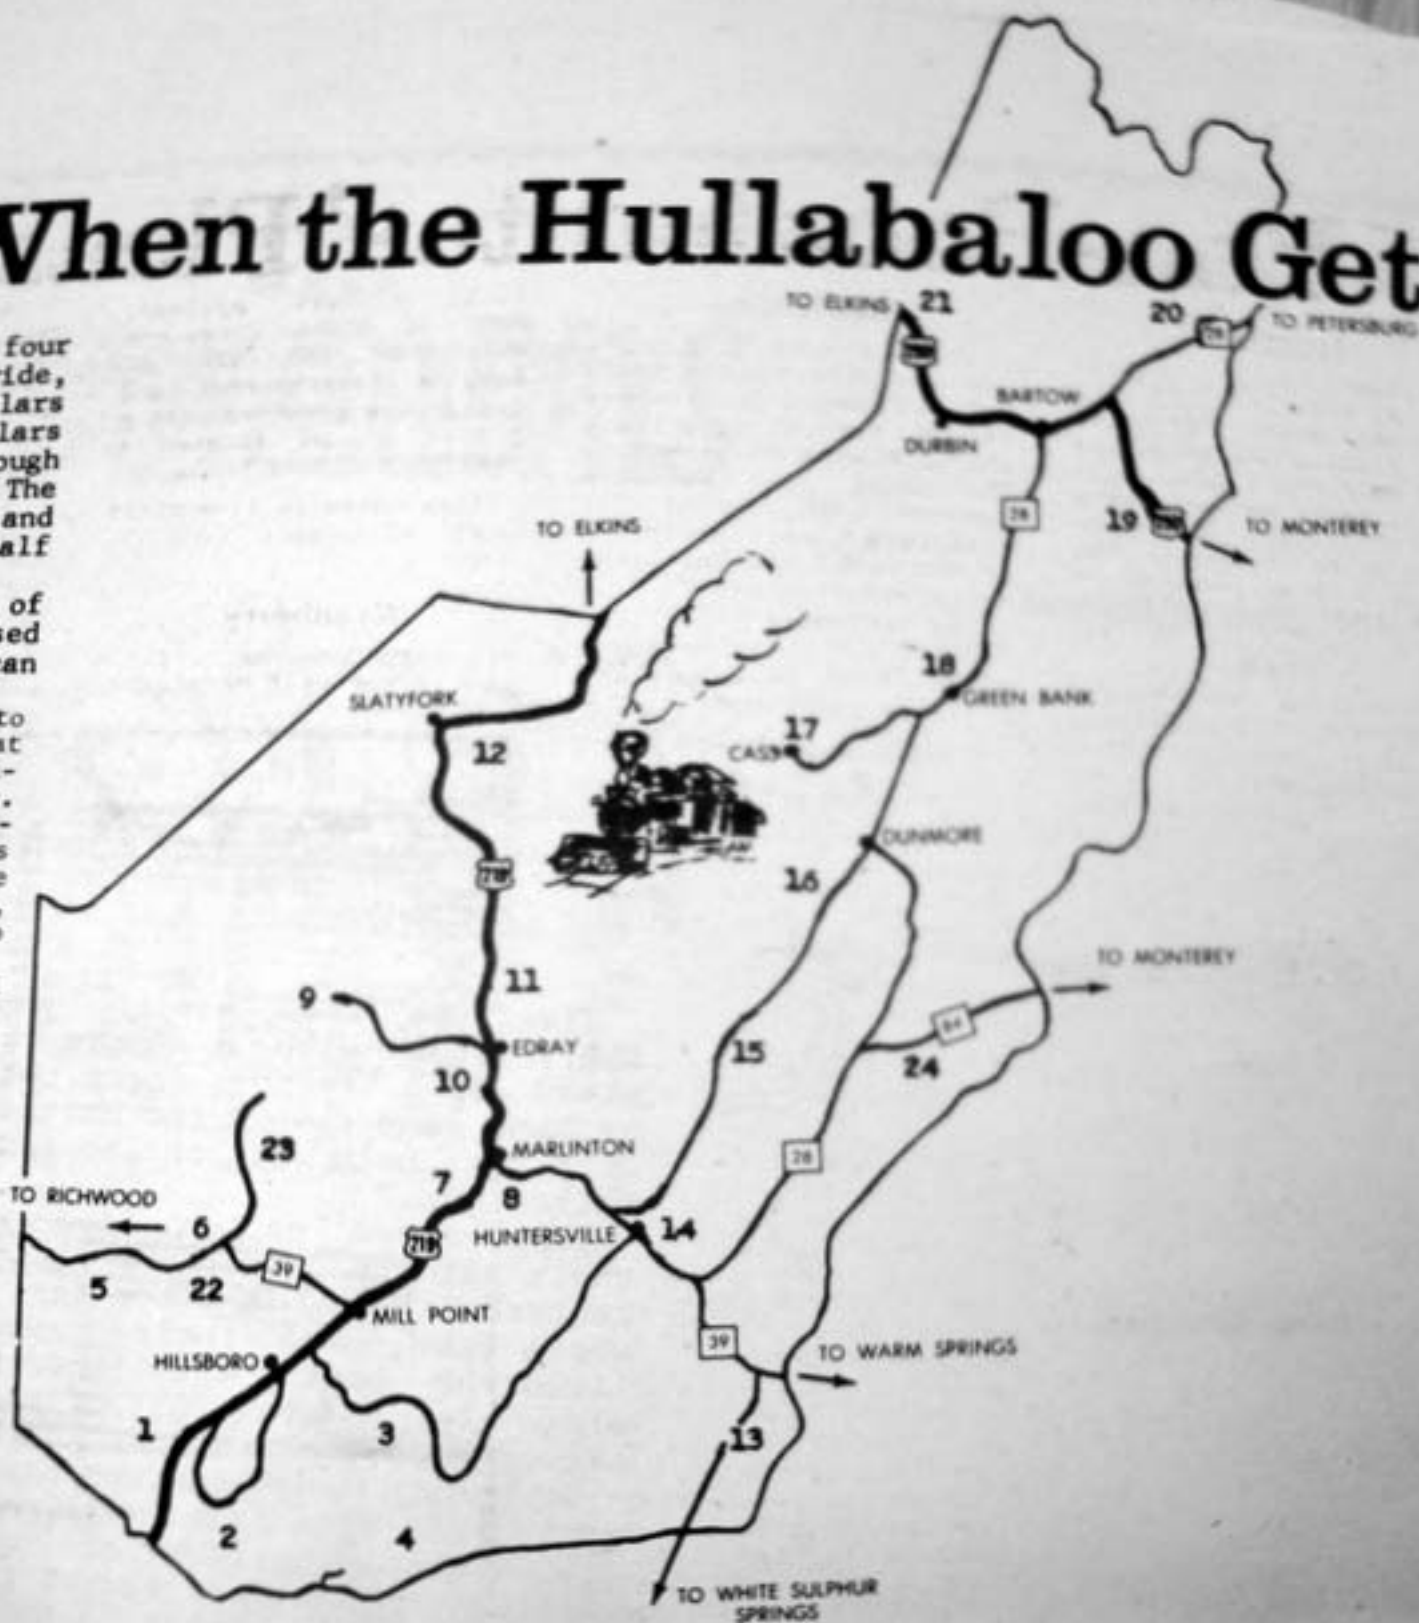 When the Hullabaloo Get
four
ide,
lars
lars
ough
The
and
alf
of
sed
an
to
TO ELKINS
21
20
TO PETERSBURG
BARTOW
DURBIN
28
19
TO MONTEREY
TO ELKINS
18
GREEN BANK
SLATYFORK
12
17
CASS
DUNMORE
16
219
11
9
TO MONTEREY
84
EDRAY
15
24
10
23
MARLINTON
28
7
8
TO RICHWOOD
6
HUNTERSVILLE
14
219
39
5
22
MILL POINT
39
TO WARM SPRINGS
HILLSBORO
1
3
13
2
4
TO WHITE SULPHUR
SPRINGS